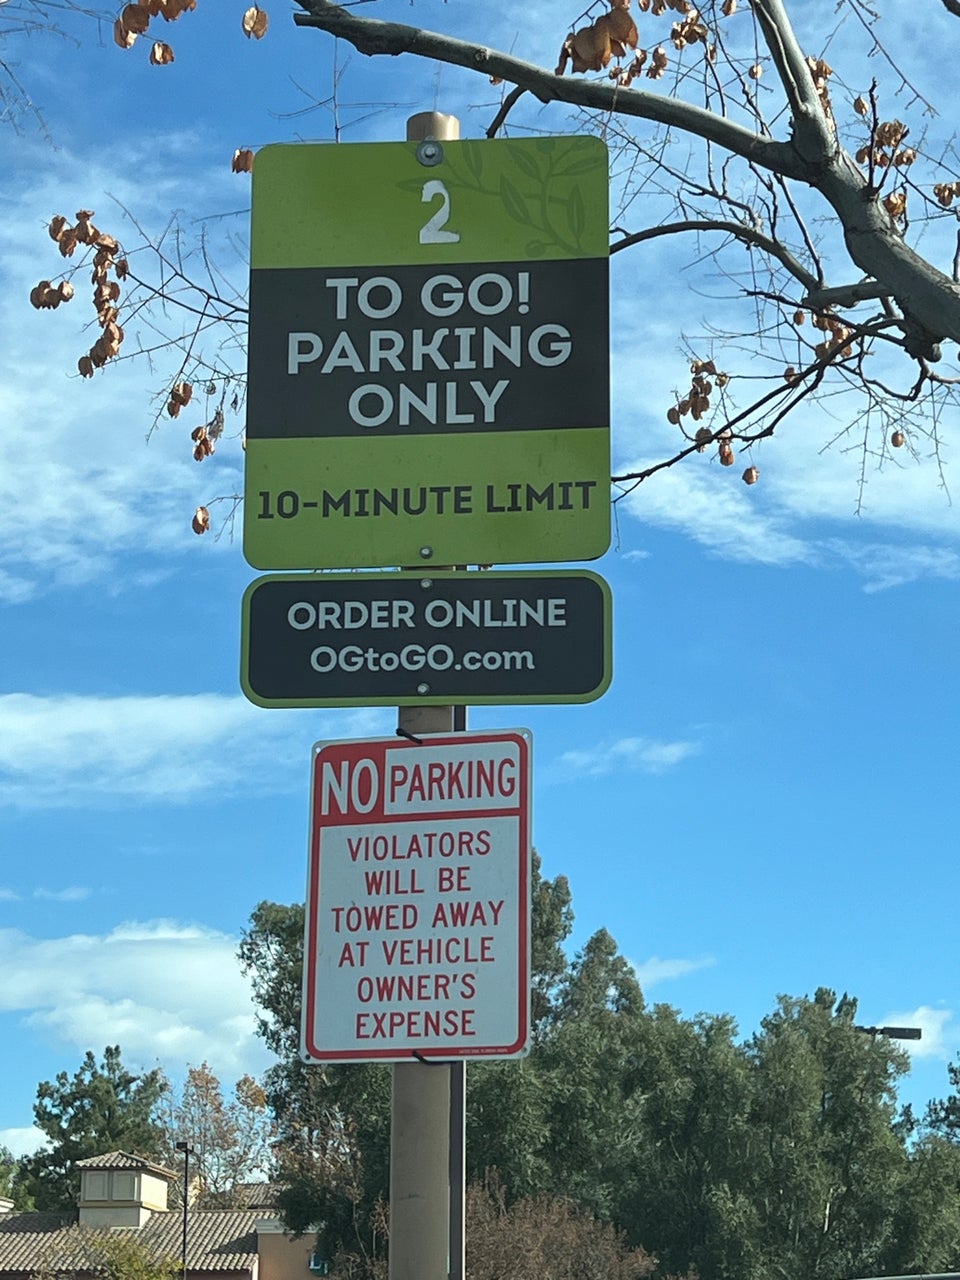 2
TO GO!
PARKING
ONLY
10-MINUTE LIMIT
ORDER ONLINE
OGtoGO.com
NO PARKING
VIOLATORS
WILL BE
TOWED AWAY
AT VEHICLE
OWNER'S
EXPENSE